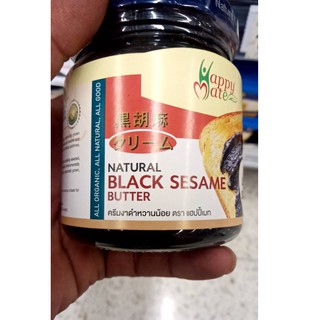 Happy
Mate
ALL ORGANIC, ALL NATURAL, ALL GOOD
黒胡麻
クリーム
NATURAL
BLACK SESAME
BUTTER
ครีมงาดำหวานน้อย ตรา แฮปปี้เมท